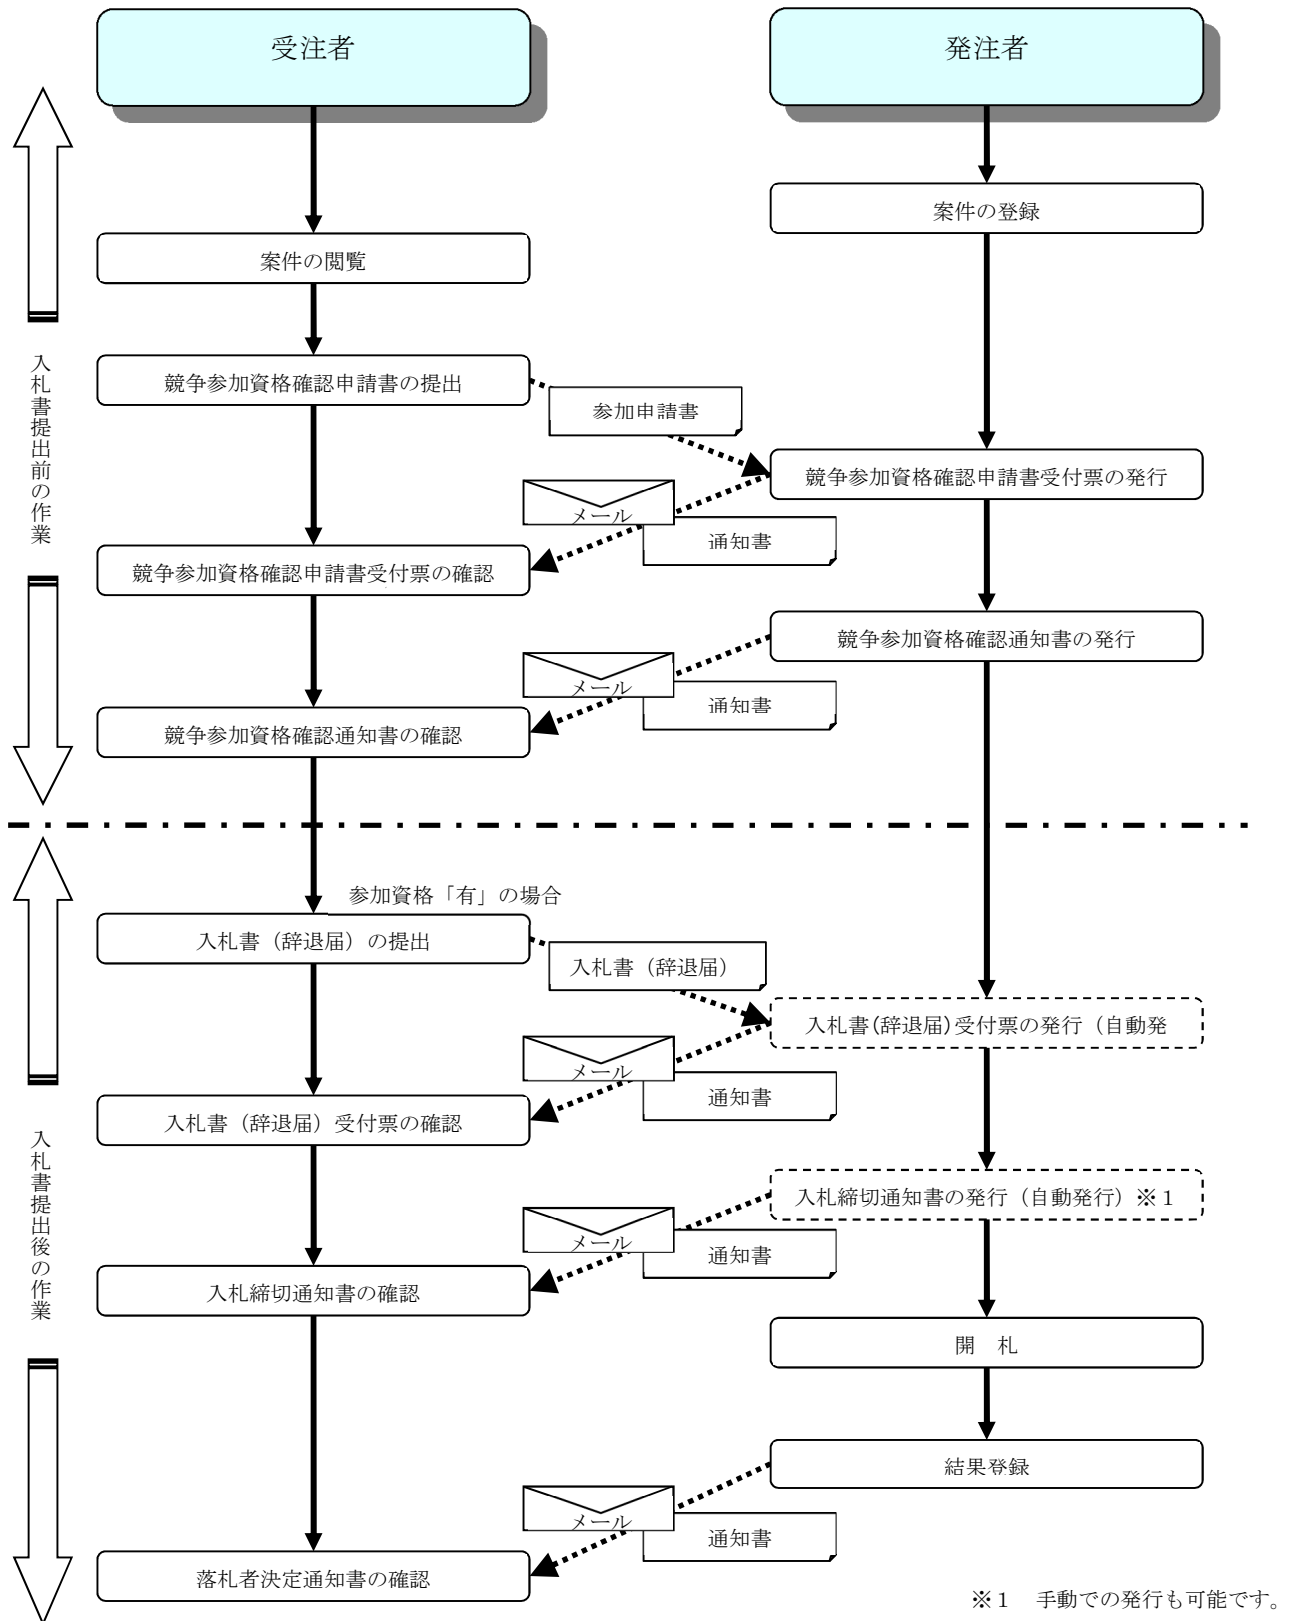 受注者
発注者
案件の登録
案件の閲覧
入札書提出前の作業
競争参加資格確認申請書の提出
参加申請書
競争参加資格確認申請書受付票の発行
メール
通知書
競争参加資格確認申請書受付票の確認
競争参加資格確認通知書の発行
メール
通知書
競争参加資格確認通知書の確認
参加資格「有」の場合
入札書（辞退届）の提出
入札書（辞退届）
入札書(辞退届)受付票の発行（自動発
メール
通知書
入札書（辞退届）受付票の確認
入札書提出後の作業
入札締切通知書の発行（自動発行）※１
メール
通知書
入札締切通知書の確認
開　札
結果登録
メール
通知書
落札者決定通知書の確認
※１　手動での発行も可能です。